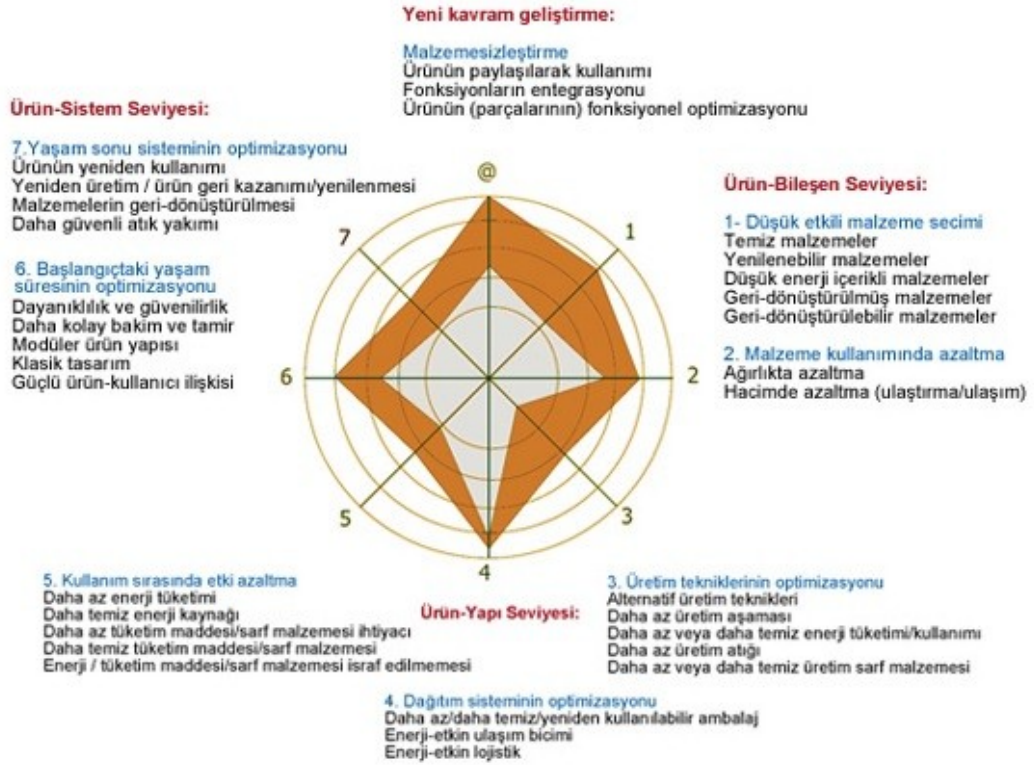 Yeni kavram geliştirme:
Malzemesizleştirme
Ürünün paylaşılarak kullanımı
Fonksiyonların entegrasyonu
Ürünün (parçalarının) fonksiyonel optimizasyonu
Ürün-Sistem Seviyesi:
7.Yaşam sonu sisteminin optimizasyonu
Ürünün yeniden kullanımı
Yeniden üretim / ürün geri kazanımı/yenilenmesi
Malzemelerin geri-dönüştürülmesi
Daha güvenli atık yakımı
6. Başlangıçtaki yaşam
süresinin optimizasyonu
Dayanıklılık ve güvenilirlik
Daha kolay bakim ve tamir
Modüler ürün yapısı
Klasik tasarım
Güçlü ürün-kullanıcı ilişkisi
@
1
2
3
4
5
6
7
Ürün-Bileşen Seviyesi:
1- Düşük etkili malzeme secimi
Temiz malzemeler
Yenilenebilir malzemeler
Düşük enerji içerikli malzemeler
Geri-dönüştürülmüş malzemeler
Geri-dönüştürülebilir malzemeler
2. Malzeme kullanımında azaltma
Ağırlıkta azaltma
Hacimde azaltma (ulaştırma/ulaşım)
5. Kullanım sırasında etki azaltma
Daha az enerji tüketimi
Daha temiz enerji kaynağı
Daha az tüketim maddesi/sarf malzemesi ihtiyacı
Daha temiz tüketim maddesi/sarf malzemesi
Enerji / tüketim maddesi/sarf malzemesi israf edilmemesi
Ürün-Yapı Seviyesi:
3. Üretim tekniklerinin optimizasyonu
Alternatif üretim teknikleri
Daha az üretim aşaması
Daha az veya daha temiz enerji tüketimi/kullanımı
Daha az üretim atığı
Daha az veya daha temiz üretim sarf malzemesi
4. Dağıtım sisteminin optimizasyonu
Daha az/daha temiz/yeniden kullanılabilir ambalaj
Enerji-etkin ulaşım bicimi
Enerji-etkin lojistik